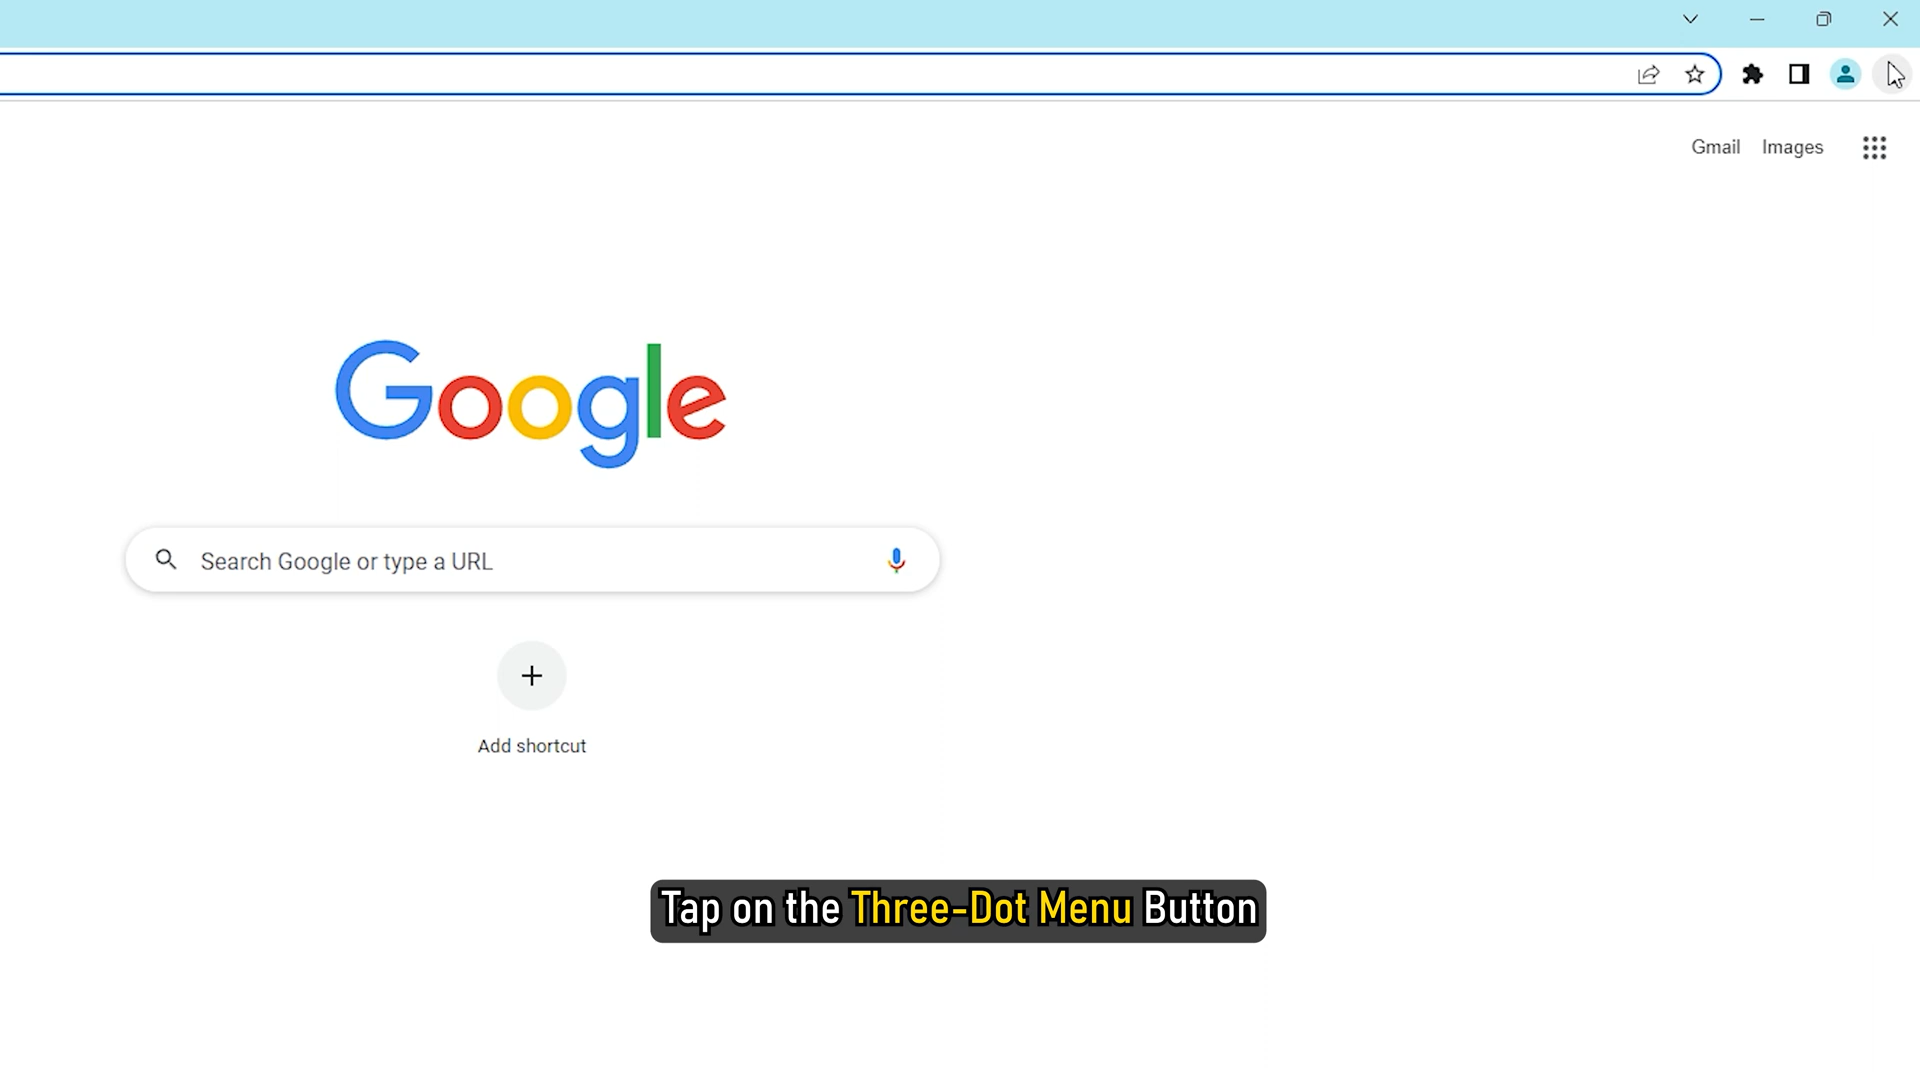 Gmail Images
Google
Search Google or type a URL
Add shortcut
Tap on the Three-Dot Menu Button